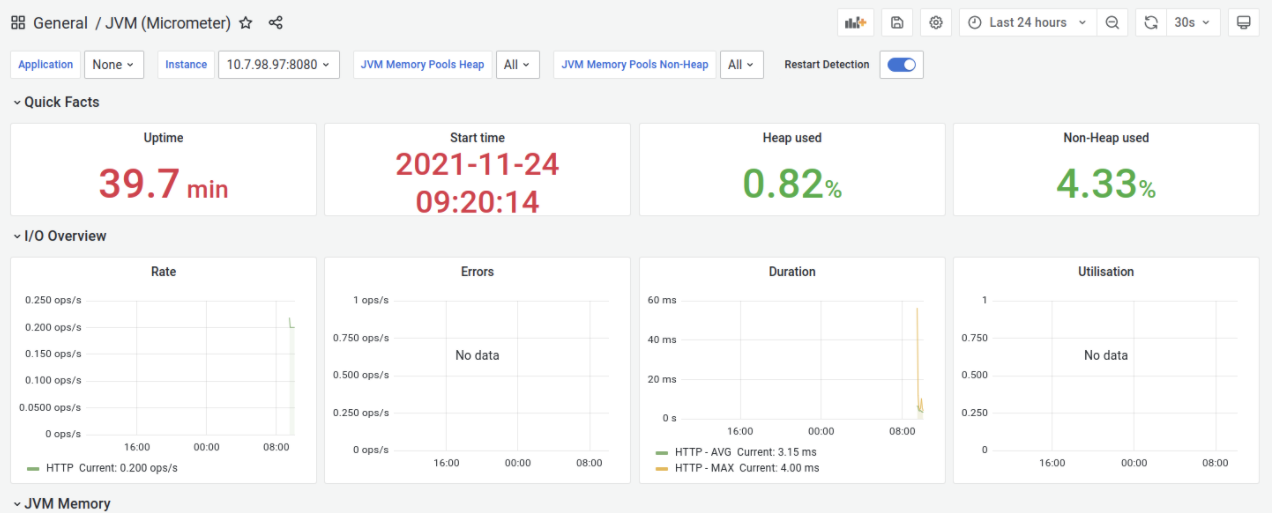 General / JVM (Micrometer)
Last 24 hours
30s
Application None Instance 10.7.98.97:8080 JVM Memory Pools Heap All JVM Memory Pools Non-Heap All Restart Detection
Quick Facts
Uptime
39.7 min
Start time
2021-11-24
09:20:14
Heap used
0.82%
Non-Heap used
4.33%
I/O Overview
Rate
0.250 ops/s
0.200 ops/s
0.150 ops/s
0.100 ops/s
0.0500 ops/s
0 ops/s
16:00 00:00 08:00
HTTP Current: 0.200 ops/s
Errors
1 ops/s
0.750 ops/s
No data
0.500 ops/s
0.250 ops/s
0 ops/s
16:00 00:00 08:00
Duration
60 ms
40 ms
20 ms
0 s
16:00 00:00 08:00
HTTP - AVG Current: 3.15 ms
HTTP - MAX Current: 4.00 ms
Utilisation
1
0.750
No data
0.500
0.250
0
16:00 00:00 08:00
JVM Memory